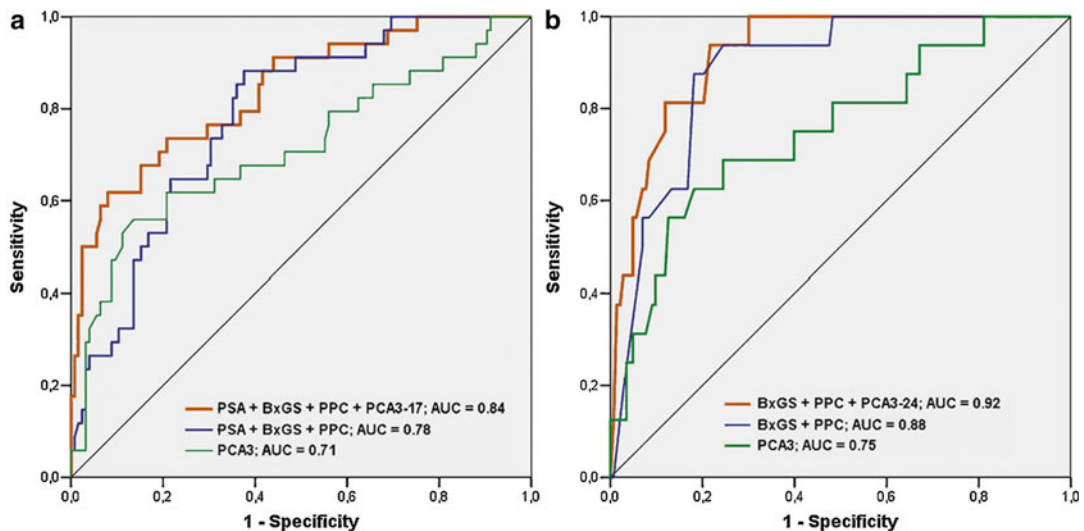 a
1,0
0,8
0,6
0,4
0,2
0,0
Sensitivity
PSA + BxGS + PPC + PCA3-17; AUC = 0.84
PSA + BxGS + PPC; AUC = 0.78
PCA3; AUC = 0.71
0,0 0,2 0,4 0,6 0,8 1,0
1 - Specificity
b
1,0
0,8
0,6
0,4
0,2
0,0
Sensitivity
BxGS + PPC + PCA3-24; AUC = 0.92
BxGS + PPC; AUC = 0.88
PCA3; AUC = 0.75
0,0 0,2 0,4 0,6 0,8 1,0
1 - Specificity